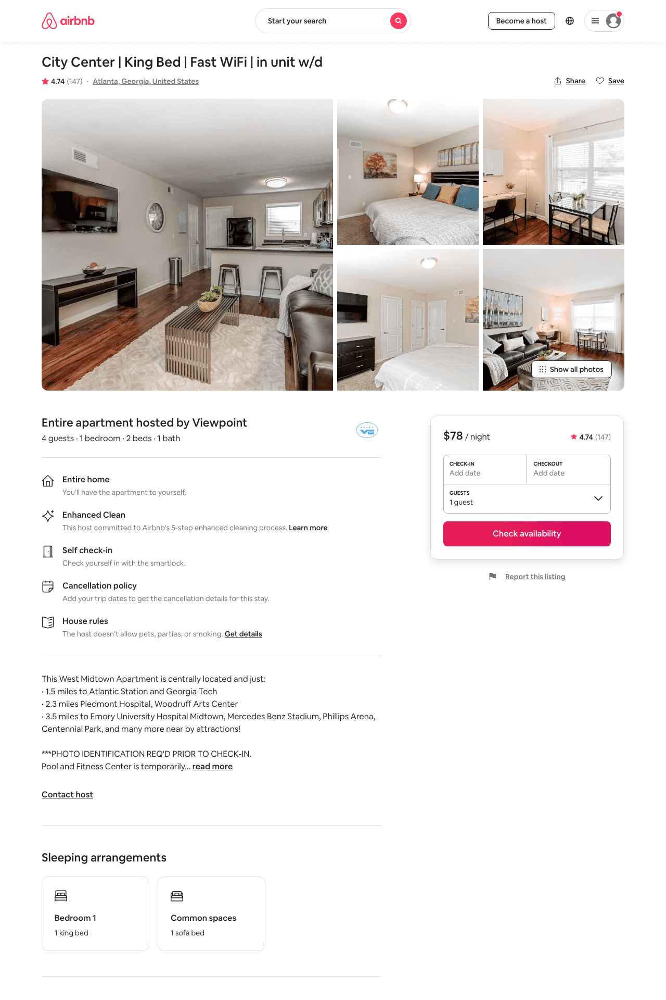 airbnb
Start your search
Become a host
City Center | King Bed | Fast WiFi | in unit w/d
4.74 (147) · Atlanta, Georgia, United States
Share
Save
Show all photos
Entire apartment hosted by Viewpoint
4 guests · 1 bedroom · 2 beds · 1 bath
VE
Entire home
You’ll have the apartment to yourself.
Enhanced Clean
This host committed to Airbnb's 5-step enhanced cleaning process. Learn more
Self check-in
Check yourself in with the smartlock.
Cancellation policy
Add your trip dates to get the cancellation details for this stay.
House rules
The host doesn’t allow pets, parties, or smoking. Get details
$78 / night
4.74 (147)
CHECK-IN
Add date
CHECKOUT
Add date
GUESTS
1 guest
Check availability
Report this listing
This West Midtown Apartment is centrally located and just:
· 1.5 miles to Atlantic Station and Georgia Tech
· 2.3 miles Piedmont Hospital, Woodruff Arts Center
· 3.5 miles to Emory University Hospital Midtown, Mercedes Benz Stadium, Phillips Arena,
Centennial Park, and many more near by attractions!
***PHOTO IDENTIFICATION REQ'D PRIOR TO CHECK-IN.
Pool and Fitness Center is temporarily... read more
Contact host
Sleeping arrangements
Bedroom 1
1 king bed
Common spaces
1 sofa bed